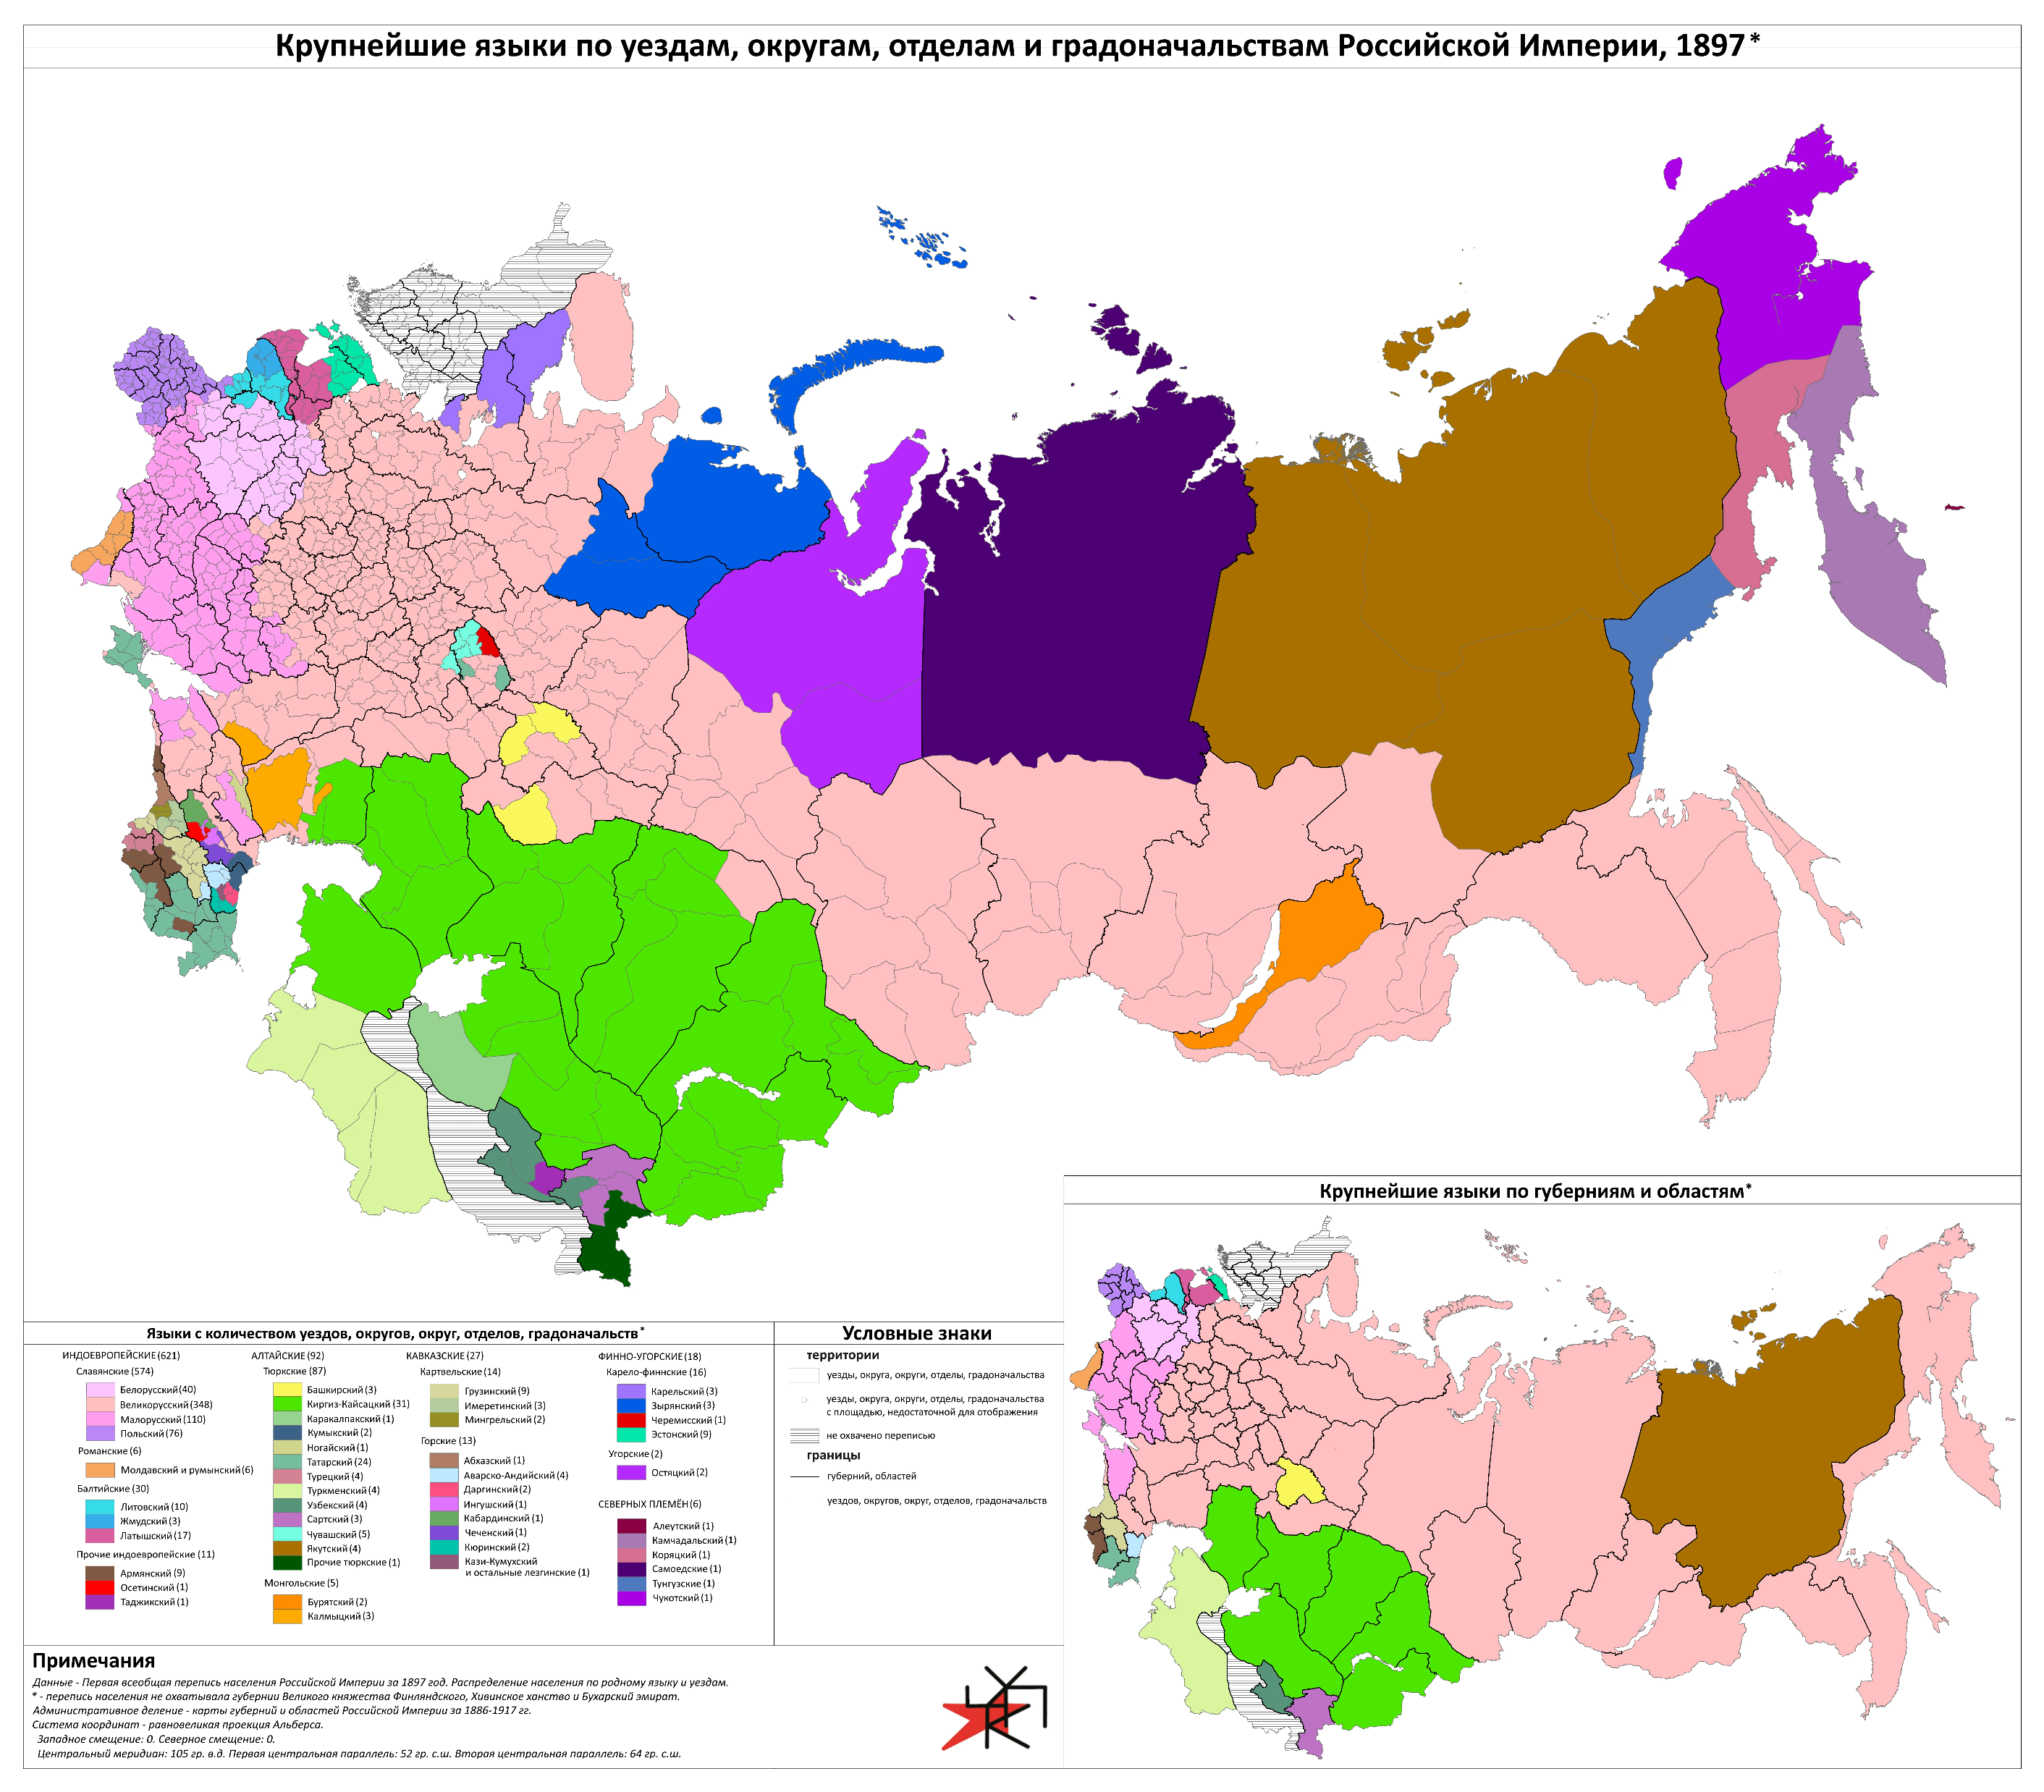 Крупнейшие языки по уездам, округам, отделам и градоначальствам Российской Империи, 1897*
Крупнейшие языки по губерниям и областям*
Языки с количеством уездов, округов, округ, отделов, градоначальств*
ИНДОЕВРОПЕЙСКИЕ (621)
Славянские (574)
Белорусский (40)
Великорусский (348)
Малорусский (110)
Польский (76)
Романские (6)
Молдавский и румынский (6)
Балтийские (30)
Литовский (10)
Жмудский (3)
Латышский (17)
Прочие индоевропейские (11)
Армянский (9)
Осетинский (1)
Таджикский (1)
АЛТАЙСКИЕ (92)
Тюркские (87)
Башкирский (3)
Киргиз-Кайсацкий (31)
Каракалпакский (1)
Кумыкский (2)
Ногайский (1)
Татарский (24)
Турецкий (4)
Туркменский (4)
Узбекский (4)
Сартский (3)
Чувашский (5)
Якутский (4)
Прочие тюркские (1)
Монгольские (5)
Бурятский (2)
Калмыцкий (3)
КАВКАЗСКИЕ (27)
Картвельские (14)
Грузинский (9)
Имеретинский (3)
Мингрельский (2)
Горские (13)
Абхазский (1)
Аварско-Андийский (4)
Даргинский (2)
Ингушский (1)
Кабардинский (1)
Чеченский (1)
Кюринский (2)
Кази-Кумухский
и остальные лезгинские (1)
ФИННО-УГОРСКИЕ (18)
Карело-финнские (16)
Карельский (3)
Зырянский (3)
Черемисский (1)
Эстонский (9)
Угорские (2)
Остяцкий (2)
СЕВЕРНЫХ ПЛЕМЁН (6)
Алеутский (1)
Камчадальский (1)
Коряцкий (1)
Самоедские (1)
Тунгузские (1)
Чукотский (1)
Условные знаки
территории
уезды, округа, округи, отделы, градоначальства
уезды, округа, округи, отделы, градоначальства
с площадью, недостаточной для отображения
не охвачено переписью
границы
губерний, областей
уездов, округов, округ, отделов, градоначальств
Примечания
Данные - Первая всеобщая перепись населения Российской Империи за 1897 год. Распределение населения по родному языку и уездам.
* - перепись населения не охватывала губернии Великого княжества Финляндского, Хивинское ханство и Бухарский эмират.
Административное деление - карты губерний и областей Российской Империи за 1886-1917 гг.
Система координат - равновеликая проекция Альберса.
Западное смещение: 0. Северное смещение: 0.
Центральный меридиан: 105 гр. в.д. Первая центральная параллель: 52 гр. с.ш. Вторая центральная параллель: 64 гр. с.ш.